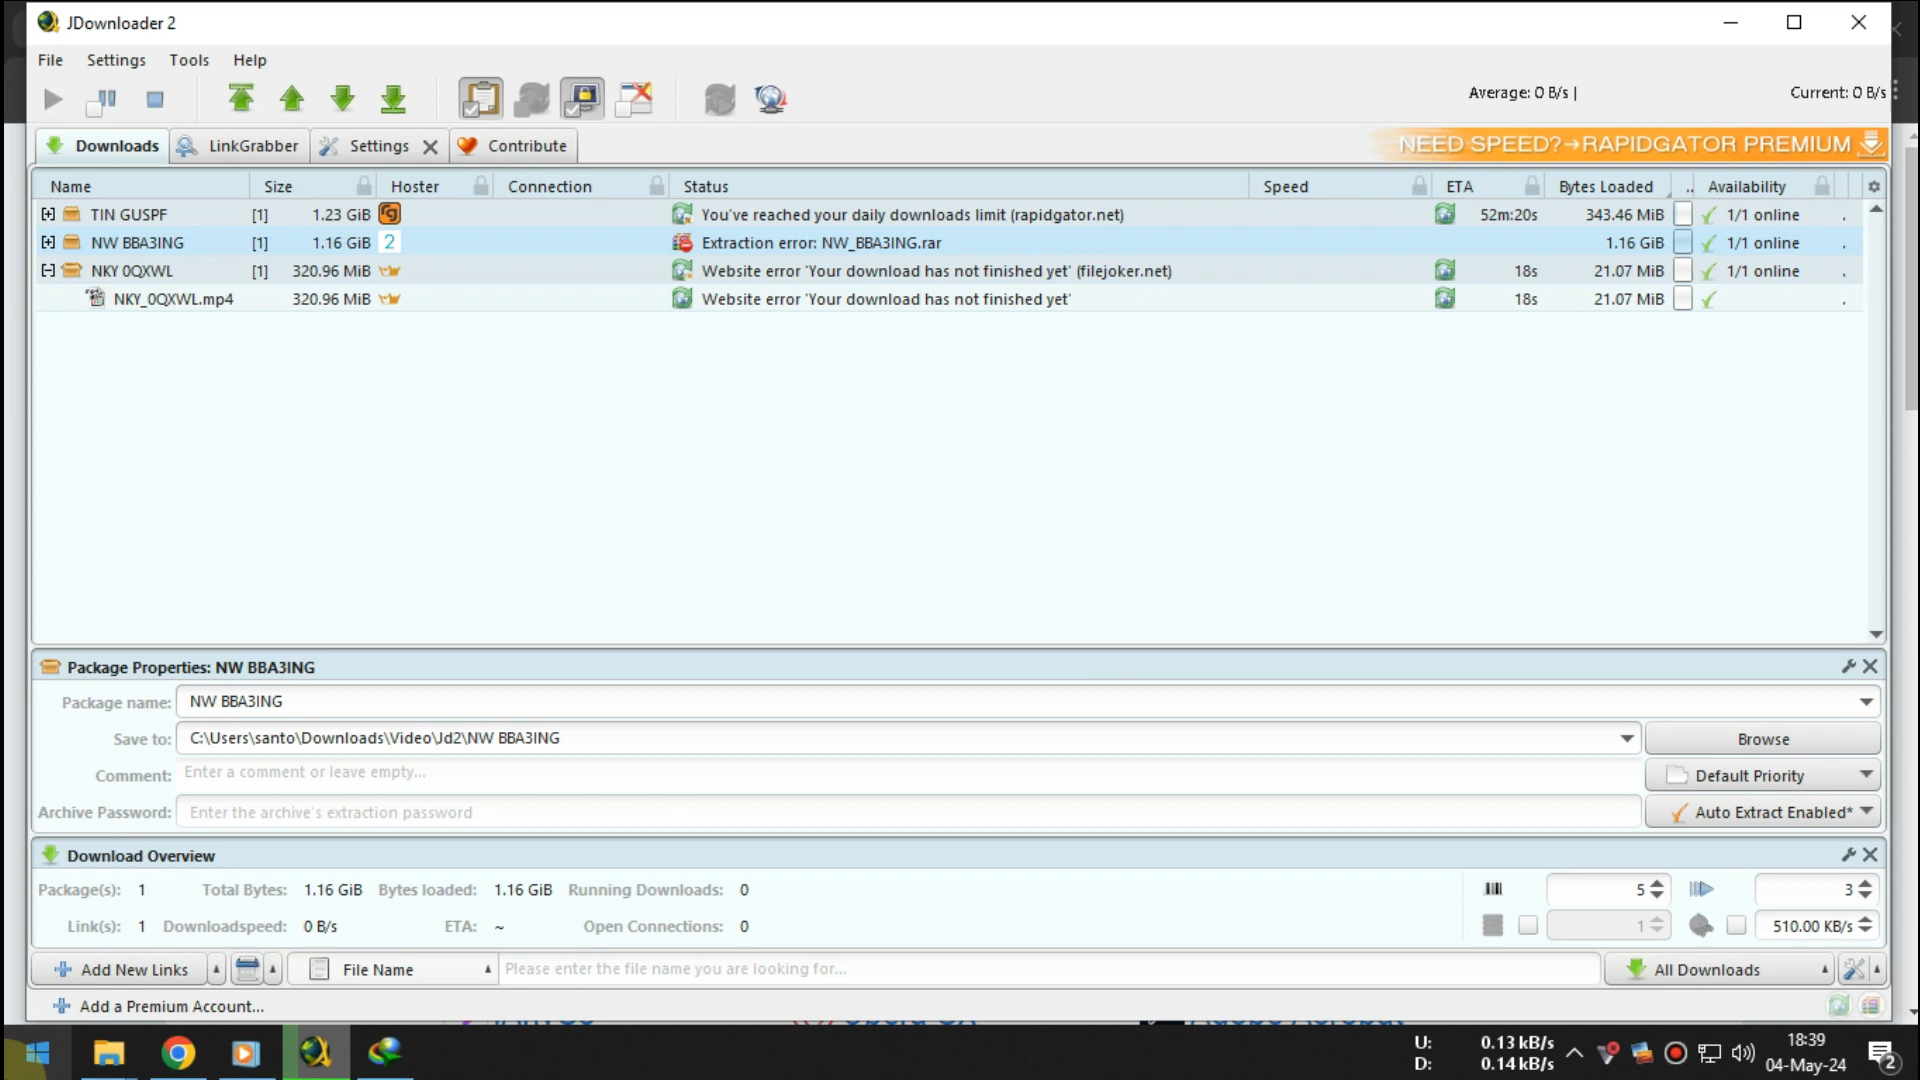 JDownloader 2
File Settings Tools Help
Average: 0 B/s | Current: 0 B/s
Downloads LinkGrabber Settings Contribute
NEED SPEED?→RAPIDGATOR PREMIUM
Name Size Hoster Connection Status Speed ETA Bytes Loaded .. Availability
TIN GUSPF [1] 1.23 GiB rg You've reached your daily downloads limit (rapidgator.net) 52m:20s 343.46 MiB 1/1 online .
NW BBA3ING [1] 1.16 GiB 2 Extraction error: NW_BBA3ING.rar 1.16 GiB 1/1 online .
NKY 0QXWL [1] 320.96 MiB Website error 'Your download has not finished yet' (filejoker.net) 18s 21.07 MiB 1/1 online .
NKY_0QXWL.mp4 320.96 MiB Website error 'Your download has not finished yet' 18s 21.07 MiB .
Package Properties: NW BBA3ING
Package name: NW BBA3ING
Save to: C:\Users\santo\Downloads\Video\Jd2\NW BBA3ING Browse
Comment: Enter a comment or leave empty... Default Priority
Archive Password: Enter the archive's extraction password Auto Extract Enabled*
Download Overview
Package(s): 1 Total Bytes: 1.16 GiB Bytes loaded: 1.16 GiB Running Downloads: 0 5 3
Link(s): 1 Downloadspeed: 0 B/s ETA: ~ Open Connections: 0 1 510.00 KB/s
Add New Links File Name Please enter the file name you are looking for... All Downloads
Add a Premium Account...
U: 0.13 kB/s
D: 0.14 kB/s
18:39
04-May-24
2